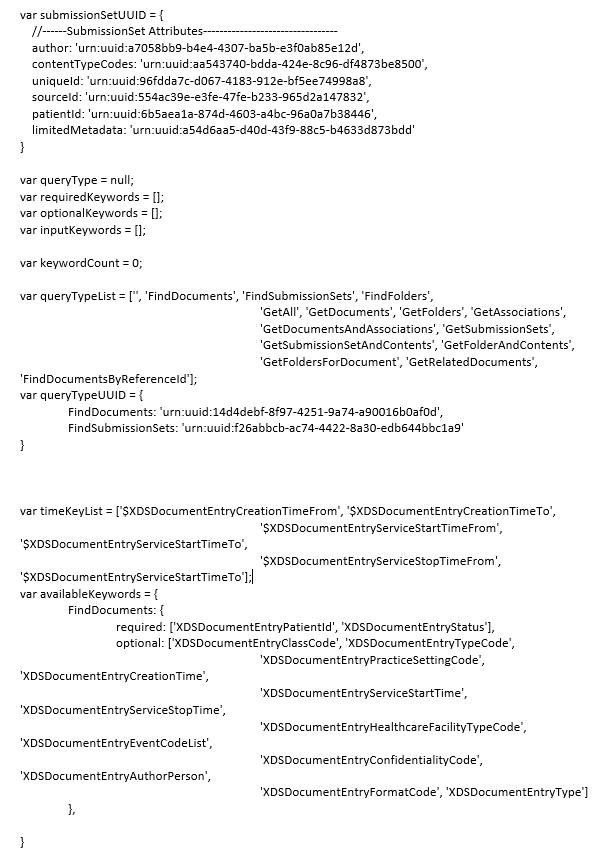 var submissionSetUUID = {
//------SubmissionSet Attributes---------------------------------
author: 'urn:uuid:a7058bb9-b4e4-4307-ba5b-e3f0ab85e12d',
contentTypeCodes: 'urn:uuid:aa543740-bdda-424e-8c96-df4873be8500',
uniqueId: 'urn:uuid:96fdda7c-d067-4183-912e-bf5ee74998a8',
sourceId: 'urn:uuid:554ac39e-e3fe-47fe-b233-965d2a147832',
patientId: 'urn:uuid:6b5aea1a-874d-4603-a4bc-96a0a7b38446',
limitedMetadata: 'urn:uuid:a54d6aa5-d40d-43f9-88c5-b4633d873bdd'
}
var queryType = null;
var requiredKeywords = [];
var optionalKeywords = [];
var inputKeywords = [];
var keywordCount = 0;
var queryTypeList = ['', 'FindDocuments', 'FindSubmissionSets', 'FindFolders',
'GetAll', 'GetDocuments', 'GetFolders', 'GetAssociations',
'GetDocumentsAndAssociations', 'GetSubmissionSets',
'GetSubmissionSetAndContents', 'GetFolderAndContents',
'GetFoldersForDocument', 'GetRelatedDocuments',
'FindDocumentsByReferenceId'];
var queryTypeUUID = {
FindDocuments: 'urn:uuid:14d4debf-8f97-4251-9a74-a90016b0af0d',
FindSubmissionSets: 'urn:uuid:f26abbcb-ac74-4422-8a30-edb644bbc1a9'
}
var timeKeyList = ['$XDSDocumentEntryCreationTimeFrom', '$XDSDocumentEntryCreationTimeTo',
'$XDSDocumentEntryServiceStartTimeFrom',
'$XDSDocumentEntryServiceStartTimeTo',
'$XDSDocumentEntryServiceStopTimeFrom',
'$XDSDocumentEntryServiceStartTimeTo'];
var availableKeywords = {
FindDocuments: {
required: ['XDSDocumentEntryPatientId', 'XDSDocumentEntryStatus'],
optional: ['XDSDocumentEntryClassCode', 'XDSDocumentEntryTypeCode',
'XDSDocumentEntryPracticeSettingCode',
'XDSDocumentEntryCreationTime',
'XDSDocumentEntryServiceStartTime',
'XDSDocumentEntryServiceStopTime',
'XDSDocumentEntryHealthcareFacilityTypeCode',
'XDSDocumentEntryEventCodeList',
'XDSDocumentEntryConfidentialityCode',
'XDSDocumentEntryAuthorPerson',
'XDSDocumentEntryFormatCode', 'XDSDocumentEntryType']
},
}